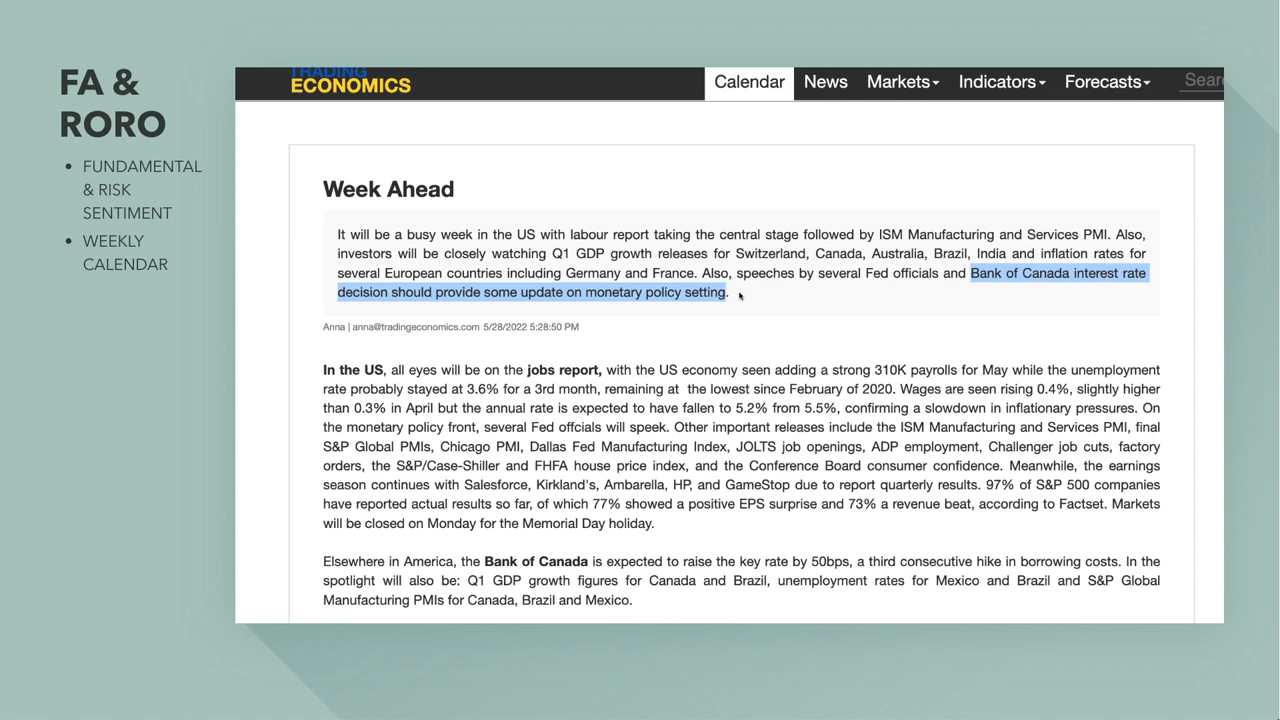 FA &
RORO
• FUNDAMENTAL
& RISK
SENTIMENT
• WEEKLY
CALENDAR
TRADING
ECONOMICS
Calendar News Markets Indicators Forecasts Sear
Week Ahead
It will be a busy week in the US with labour report taking the central stage followed by ISM Manufacturing and Services PMI. Also,
investors will be closely watching Q1 GDP growth releases for Switzerland, Canada, Australia, Brazil, India and inflation rates for
several European countries including Germany and France. Also, speeches by several Fed officials and Bank of Canada interest rate
decision should provide some update on monetary policy setting.
Anna | anna@tradingeconomics.com 5/28/2022 5:28:50 PM
In the US, all eyes will be on the jobs report, with the US economy seen adding a strong 310K payrolls for May while the unemployment
rate probably stayed at 3.6% for a 3rd month, remaining at the lowest since February of 2020. Wages are seen rising 0.4%, slightly higher
than 0.3% in April but the annual rate is expected to have fallen to 5.2% from 5.5%, confirming a slowdown in inflationary pressures. On
the monetary policy front, several Fed offcials will speek. Other important releases include the ISM Manufacturing and Services PMI, final
S&P Global PMIs, Chicago PMI, Dallas Fed Manufacturing Index, JOLTS job openings, ADP employment, Challenger job cuts, factory
orders, the S&P/Case-Shiller and FHFA house price index, and the Conference Board consumer confidence. Meanwhile, the earnings
season continues with Salesforce, Kirkland's, Ambarella, HP, and GameStop due to report quarterly results. 97% of S&P 500 companies
have reported actual results so far, of which 77% showed a positive EPS surprise and 73% a revenue beat, according to Factset. Markets
will be closed on Monday for the Memorial Day holiday.
Elsewhere in America, the Bank of Canada is expected to raise the key rate by 50bps, a third consecutive hike in borrowing costs. In the
spotlight will also be: Q1 GDP growth figures for Canada and Brazil, unemployment rates for Mexico and Brazil and S&P Global
Manufacturing PMIs for Canada, Brazil and Mexico.